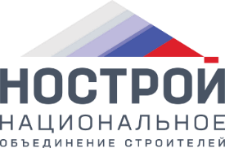 НОСТРОЙ
НАЦИОНАЛЬНОЕ
ОБЪЕДИНЕНИЕ СТРОИТЕЛЕЙ